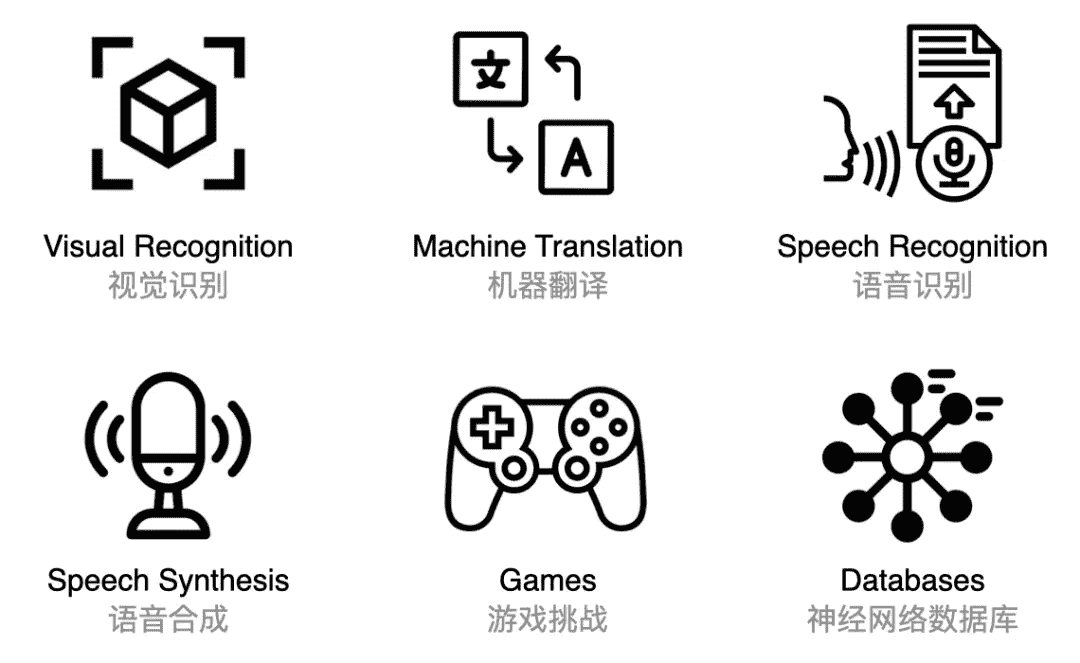 文
A
Visual Recognition
视觉识别
Machine Translation
机器翻译
Speech Recognition
语音识别
Speech Synthesis
语音合成
Games
游戏挑战
Databases
神经网络数据库